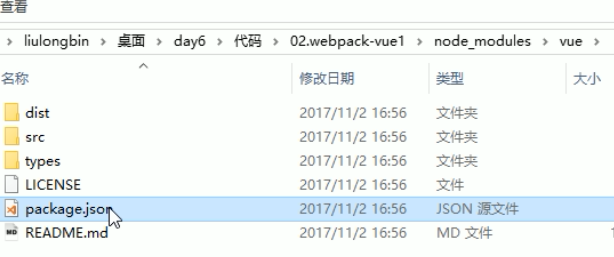 查看
liulongbin › 桌面 › day6 › 代码 › 02.webpack-vue1 › node_modules › vue ›
名称 修改日期 类型 大小
dist 2017/11/2 16:56 文件夹
src 2017/11/2 16:56 文件夹
types 2017/11/2 16:56 文件夹
LICENSE 2017/11/2 16:56 文件
package.json 2017/11/2 16:56 JSON 源文件
README.md 2017/11/2 16:56 MD 文件